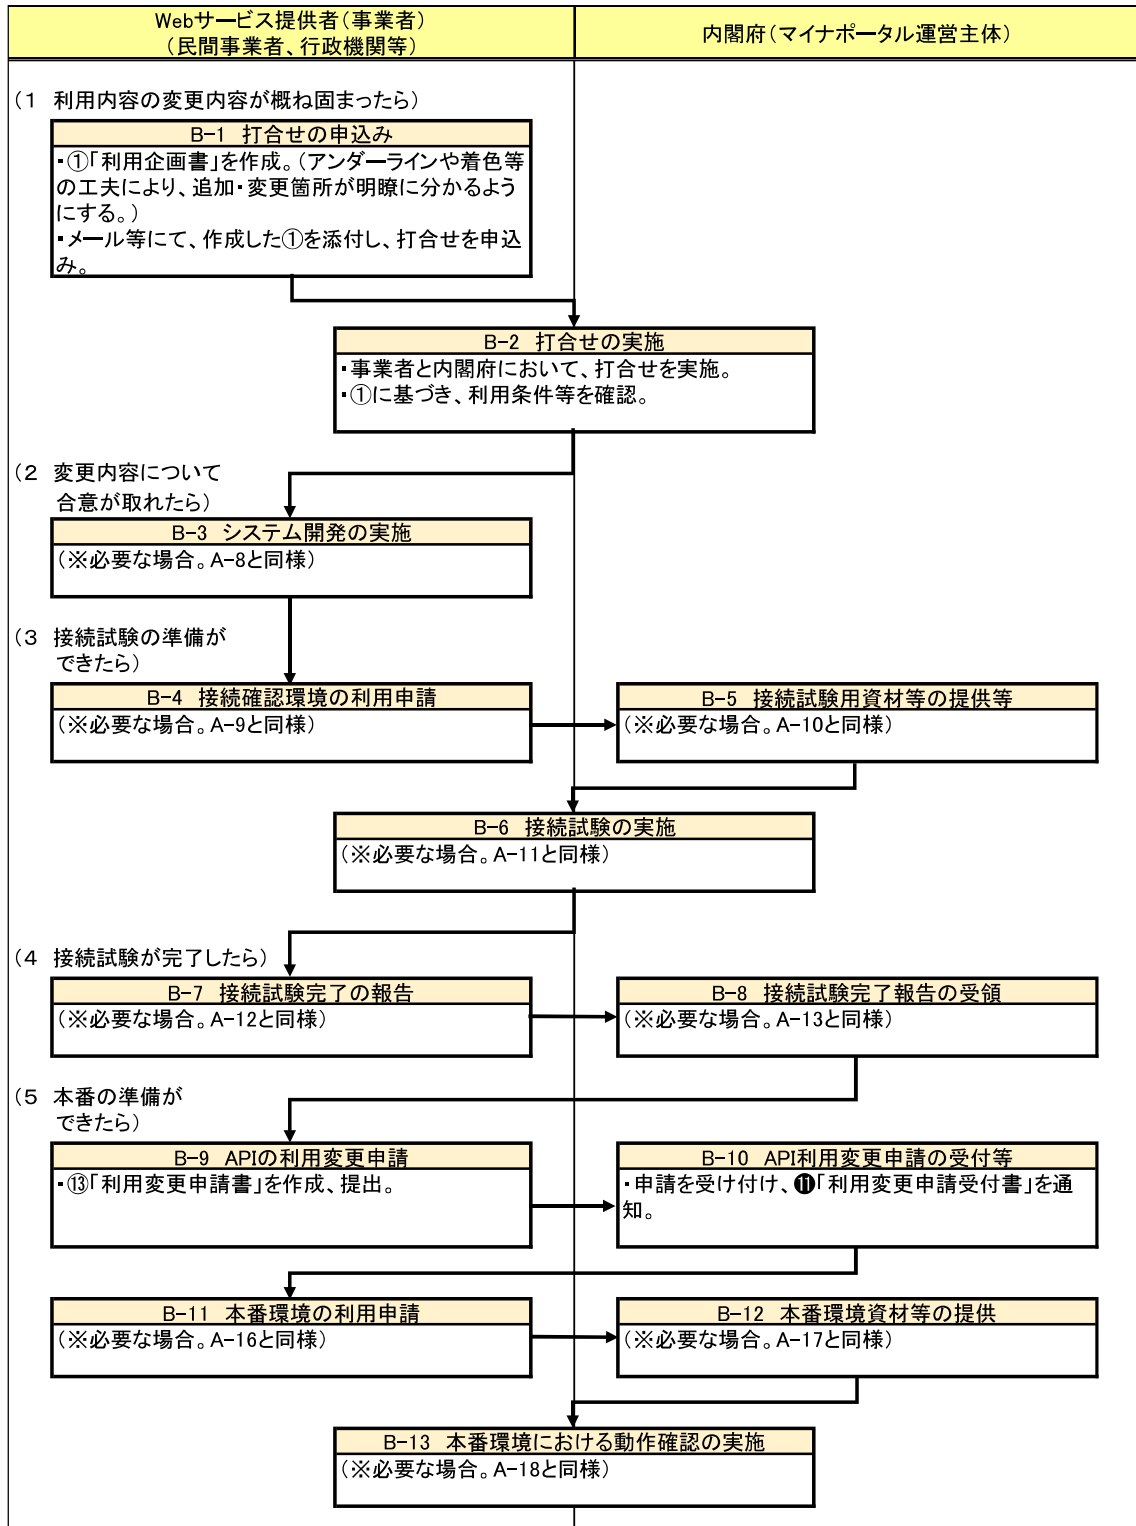 Webサービス提供者(事業者)
(民間事業者、行政機関等)
内閣府(マイナポータル運営主体)
(1 利用内容の変更内容が概ね固まったら)
B-1 打合せの申込み
・①「利用企画書」を作成。(アンダーラインや着色等
の工夫により、追加・変更箇所が明瞭に分かるよう
にする。)
・メール等にて、作成した①を添付し、打合せを申込
み。
B-2 打合せの実施
・事業者と内閣府において、打合せを実施。
・①に基づき、利用条件等を確認。
(2 変更内容について
合意が取れたら)
B-3 システム開発の実施
(※必要な場合。A-8と同様)
(3 接続試験の準備が
できたら)
B-4 接続確認環境の利用申請
(※必要な場合。A-9と同様)
B-5 接続試験用資材等の提供等
(※必要な場合。A-10と同様)
B-6 接続試験の実施
(※必要な場合。A-11と同様)
(4 接続試験が完了したら)
B-7 接続試験完了の報告
(※必要な場合。A-12と同様)
B-8 接続試験完了報告の受領
(※必要な場合。A-13と同様)
(5 本番の準備が
できたら)
B-9 APIの利用変更申請
・⑬「利用変更申請書」を作成、提出。
B-10 API利用変更申請の受付等
・申請を受け付け、⓫「利用変更申請受付書」を通
知。
B-11 本番環境の利用申請
(※必要な場合。A-16と同様)
B-12 本番環境資材等の提供
(※必要な場合。A-17と同様)
B-13 本番環境における動作確認の実施
(※必要な場合。A-18と同様)